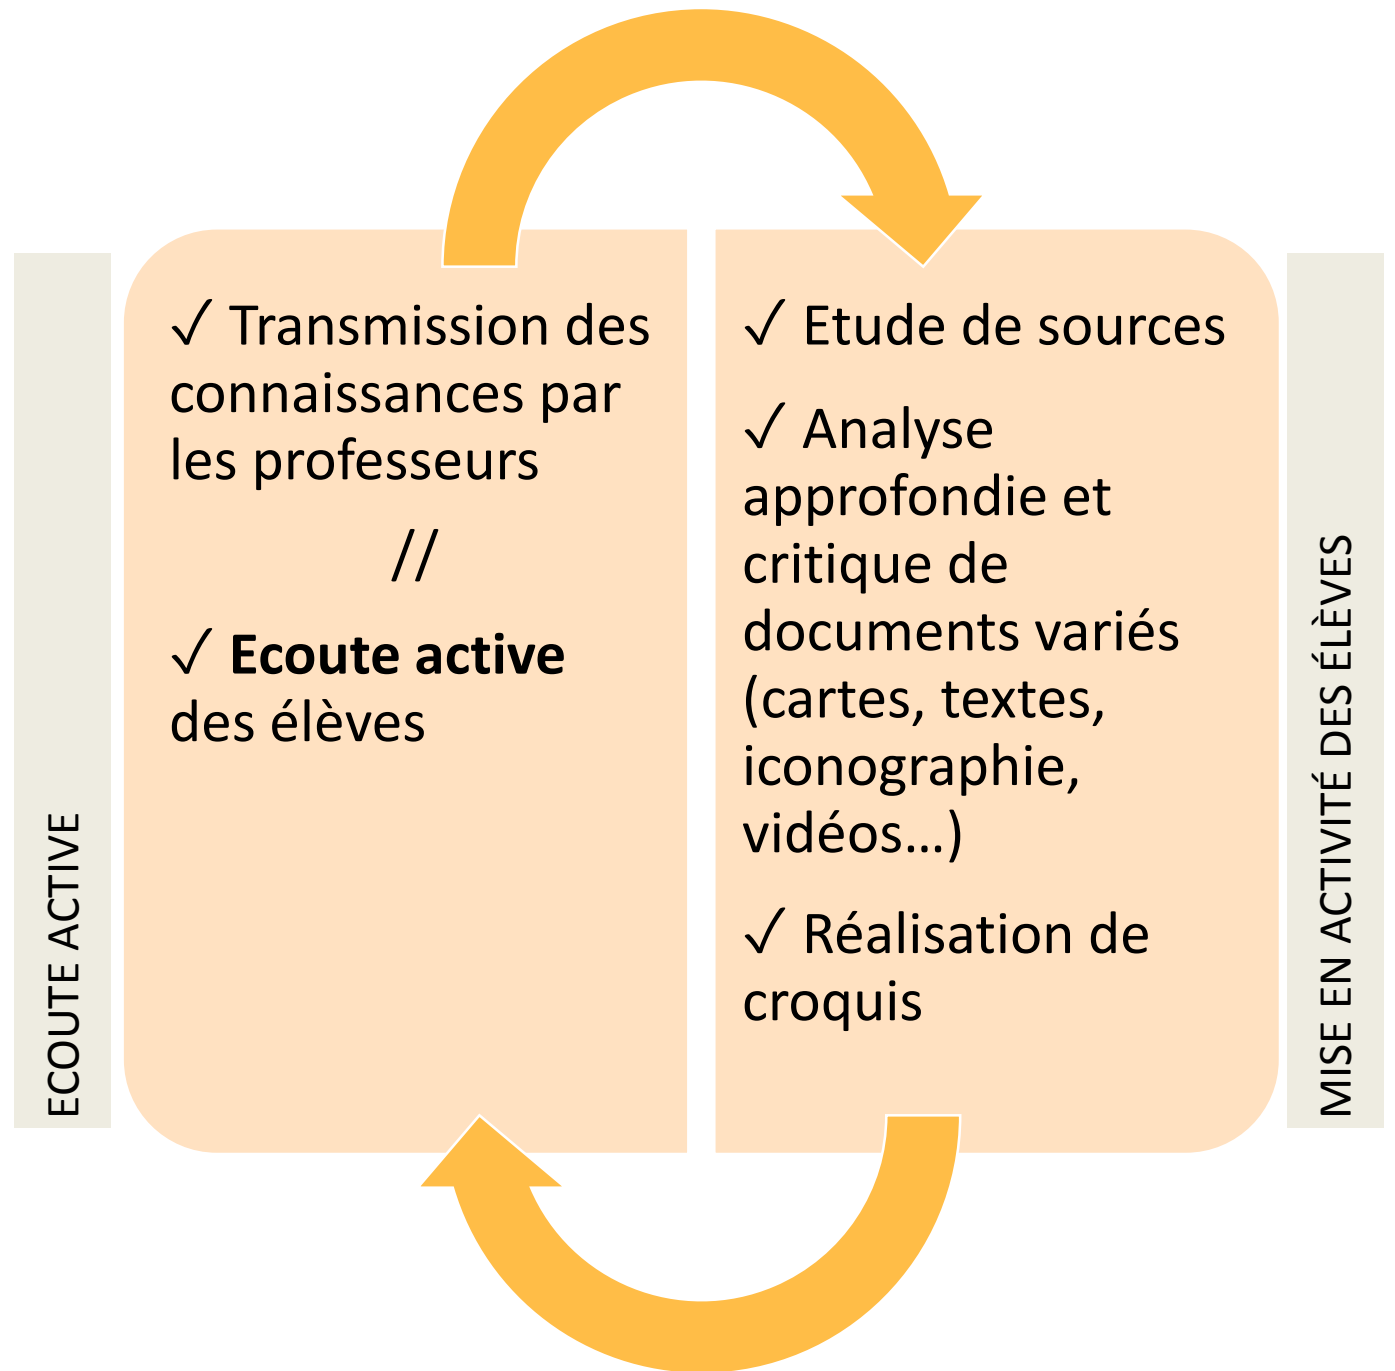 ECOUTE ACTIVE
✓ Transmission des
connaissances par
les professeurs
//
✓ Ecoute active
des élèves
✓ Etude de sources
✓ Analyse
approfondie et
critique de
documents variés
(cartes, textes,
iconographie,
vidéos…)
✓ Réalisation de
croquis
MISE EN ACTIVITÉ DES ÉLÈVES